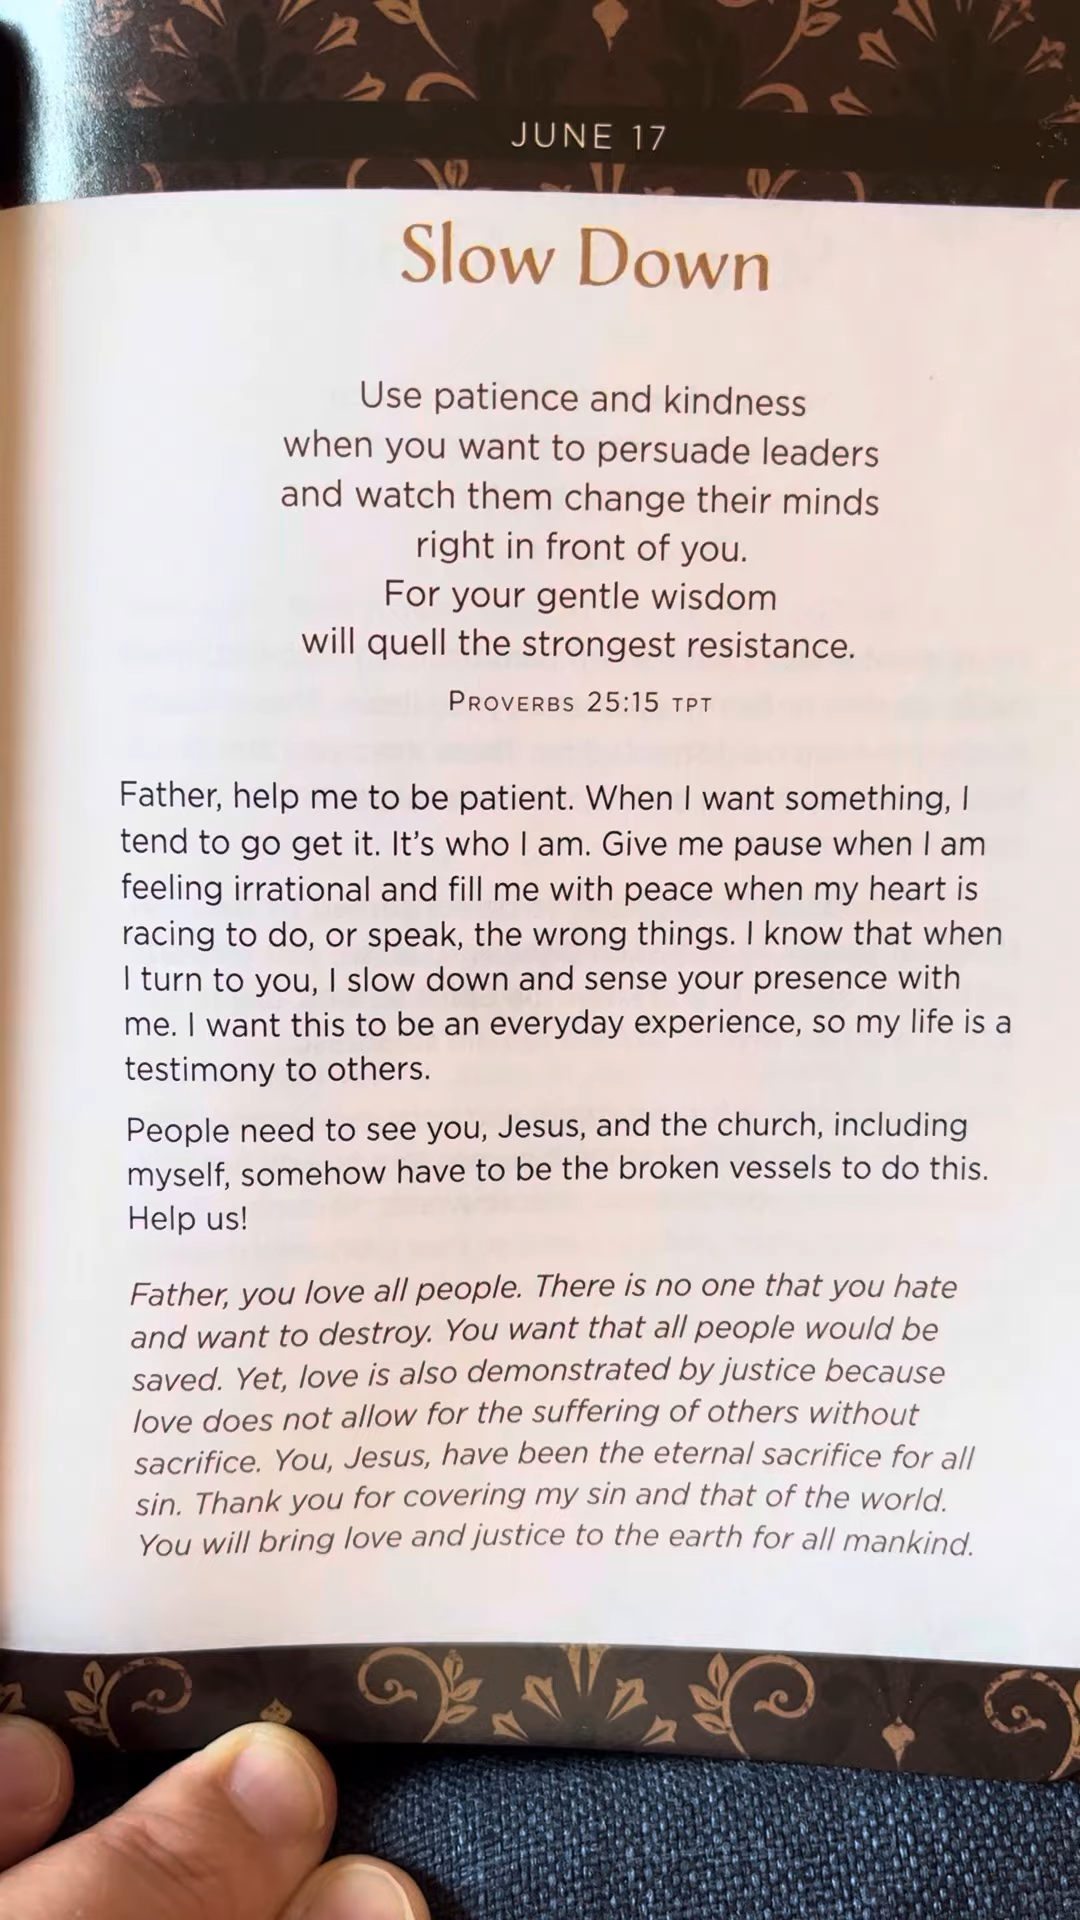 JUNE 17
Slow Down
Use patience and kindness
when you want to persuade leaders
and watch them change their minds
right in front of you.
For your gentle wisdom
will quell the strongest resistance.
PROVERBS 25:15 TPT
Father, help me to be patient. When I want something, I
tend to go get it. It's who I am. Give me pause when I am
feeling irrational and fill me with peace when my heart is
racing to do, or speak, the wrong things. I know that when
I turn to you, I slow down and sense your presence with
me. I want this to be an everyday experience, so my life is a
testimony to others.
People need to see you, Jesus, and the church, including
myself, somehow have to be the broken vessels to do this.
Help us!
Father, you love all people. There is no one that you hate
and want to destroy. You want that all people would be
saved. Yet, love is also demonstrated by justice because
love does not allow for the suffering of others without
sacrifice. You, Jesus, have been the eternal sacrifice for all
sin. Thank you for covering my sin and that of the world.
You will bring love and justice to the earth for all mankind.